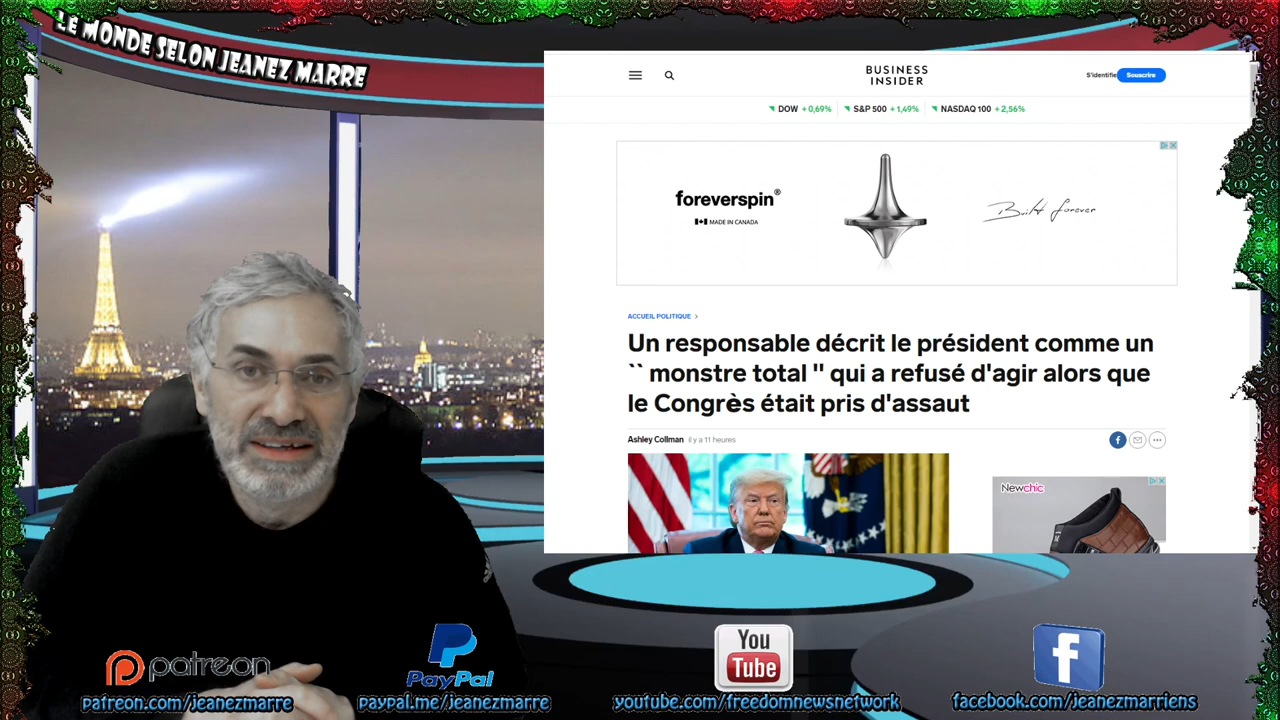 LE MONDE SELON JEANEZ MARRE
BUSINESS
INSIDER
S'identifie
Souscrire
DOW +0,69%
S&P 500 +1,49%
NASDAQ 100 +2,56%
foreverspin®
MADE IN CANADA
Built forever
ACCUEIL POLITIQUE >
Un responsable décrit le président comme un
`` monstre total '' qui a refusé d'agir alors que
le Congrès était pris d'assaut
Ashley Collman il y a 11 heures
Newchic
patreon
patreon.com/jeanezmarre
PayPal
paypal.me/jeanezmarre
You
Tube
youtube.com/freedomnewsnetwork
f
facebook.com/jeanezmarriens